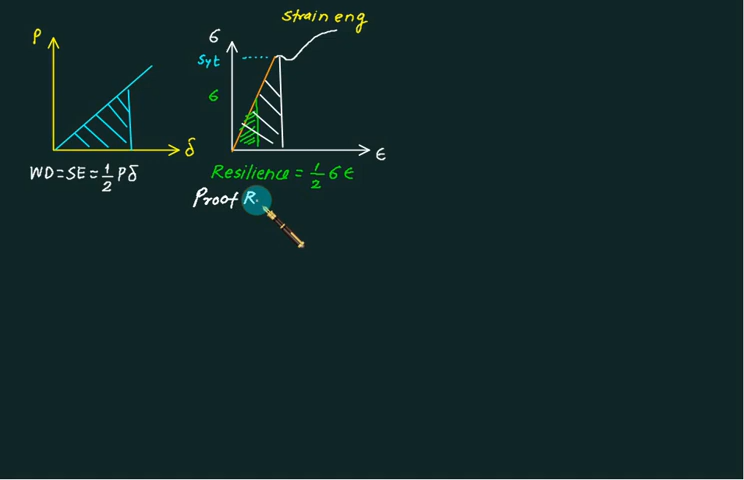 strain eng
P
σ
Syt
σ
δ
ε
WD=SE=1/2 Pδ
Resilience = 1/2 σ ε
Proof R.